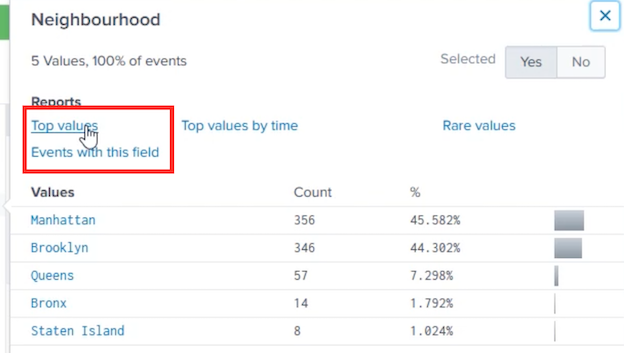 Neighbourhood
5 Values, 100% of events
Selected Yes No
Reports
Top values Top values by time Rare values
Events with this field
Values Count %
Manhattan 356 45.582%
Brooklyn 346 44.302%
Queens 57 7.298%
Bronx 14 1.792%
Staten Island 8 1.024%